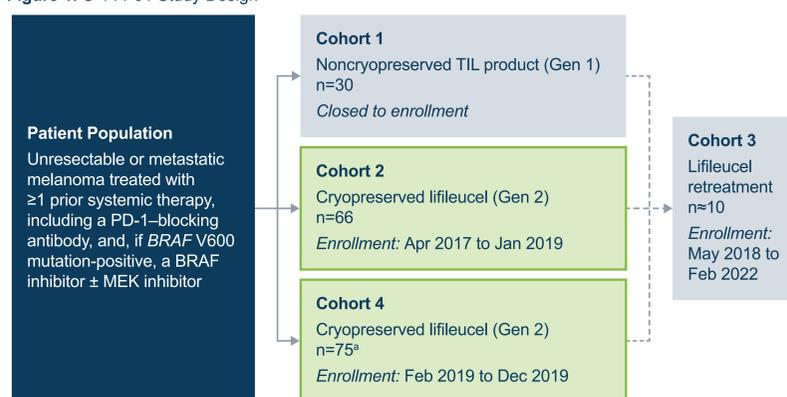 Patient Population
Unresectable or metastatic
melanoma treated with
≥1 prior systemic therapy,
including a PD-1–blocking
antibody, and, if BRAF V600
mutation-positive, a BRAF
inhibitor ± MEK inhibitor
Cohort 1
Noncryopreserved TIL product (Gen 1)
n=30
Closed to enrollment
Cohort 2
Cryopreserved lifileucel (Gen 2)
n=66
Enrollment: Apr 2017 to Jan 2019
Cohort 4
Cryopreserved lifileucel (Gen 2)
n=75ᵃ
Enrollment: Feb 2019 to Dec 2019
Cohort 3
Lifileucel
retreatment
n≈10
Enrollment:
May 2018 to
Feb 2022